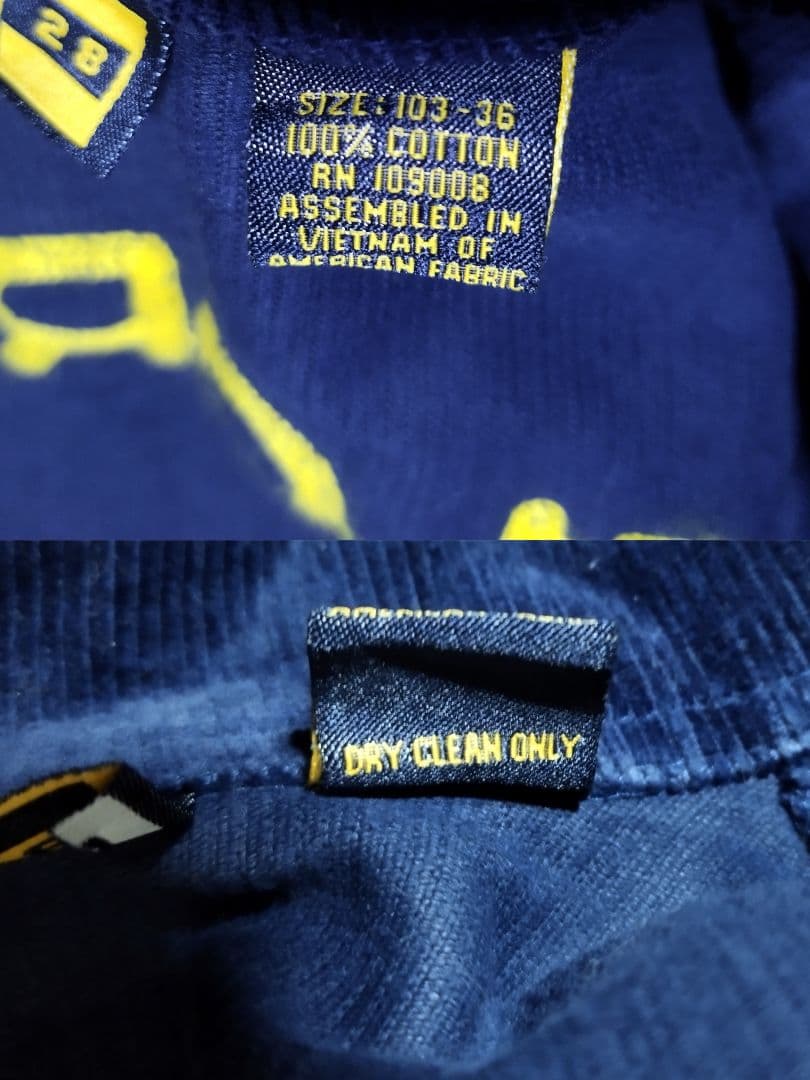 28
SIZE: 103-36
100% COTTON
RN 109008
ASSEMBLED IN
VIETNAM OF
AMERICAN FABRIC
DRY CLEAN ONLY